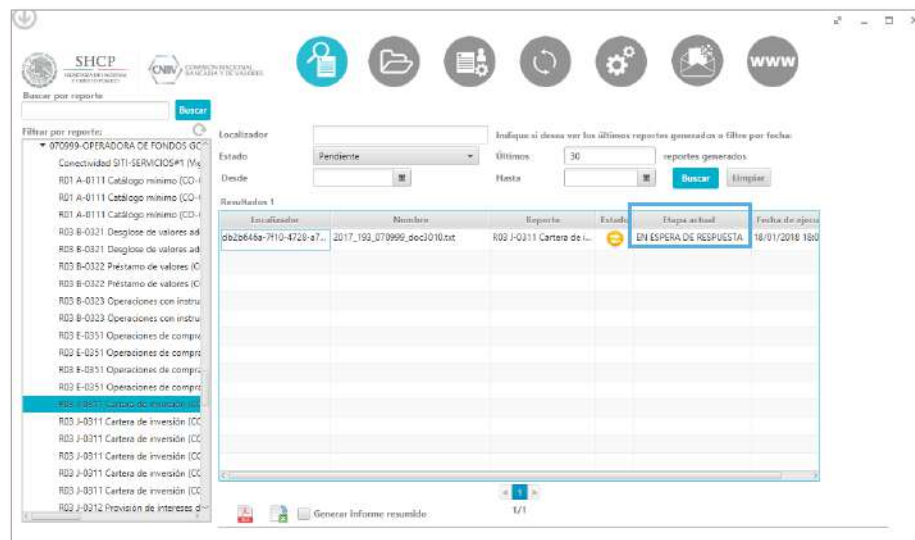 SHCP
CNBV
WWW
Buscar por reporte
Buscar
Filtrar por reporte:
070999-OPERADORA DE FONDOS GC
Conectividad SITI-SERVICIOS#1 (Vig
R01 A-0111 Catálogo mínimo (CO-
R01 A-0111 Catálogo mínimo (CO-
R01 A-0111 Catálogo mínimo (CO-
R03 B-0321 Desglose de valores ad
R03 B-0321 Desglose de valores ad
R03 B-0322 Préstamo de valores (C
R03 B-0322 Préstamo de valores (C
R03 B-0323 Operaciones con instru
R03 B-0323 Operaciones con instru
R03 E-0351 Operaciones de compra
R03 E-0351 Operaciones de compra
R03 E-0351 Operaciones de compra
R03 E-0351 Operaciones de compra
R03 J-0311 Cartera de inversión (CC
R03 J-0311 Cartera de inversión (CC
R03 J-0311 Cartera de inversión (CC
R03 J-0311 Cartera de inversión (CC
R03 J-0311 Cartera de inversión (CC
R03 J-0311 Cartera de inversión (CC
R03 J-0312 Provisión de intereses d
Localizador
Indique si desea ver los últimos reportes generados o filtre por fecha:
Estado Pendiente Últimos 30 reportes generados
Desde Hasta Buscar Limpiar
Resultados 1
Localizador Nombre Reporte Estado Etapa actual Fecha de ejecu
db2b646a-7f10-4728-a7... 2017_193_070999_doc3010.txt R03 J-0311 Cartera de i... EN ESPERA DE RESPUESTA 18/01/2018 18:0
1
1/1
Generar Informe resumido